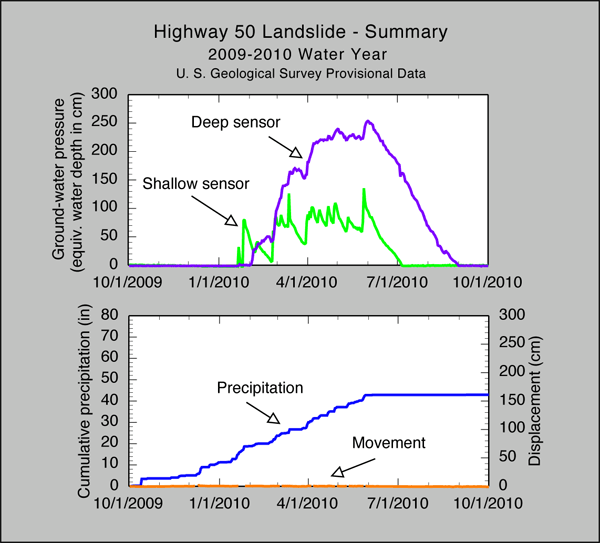 Highway 50 Landslide - Summary
2009-2010 Water Year
U. S. Geological Survey Provisional Data
Ground-water pressure
(equiv. water depth in cm)
300
250
200
150
100
50
0
Deep sensor
Shallow sensor
10/1/2009 1/1/2010 4/1/2010 7/1/2010 10/1/2010
Cumulative precipitation (in)
80
70
60
50
40
30
20
10
0
Precipitation
Movement
300
250
200
150
100
50
0
Displacement (cm)
10/1/2009 1/1/2010 4/1/2010 7/1/2010 10/1/2010